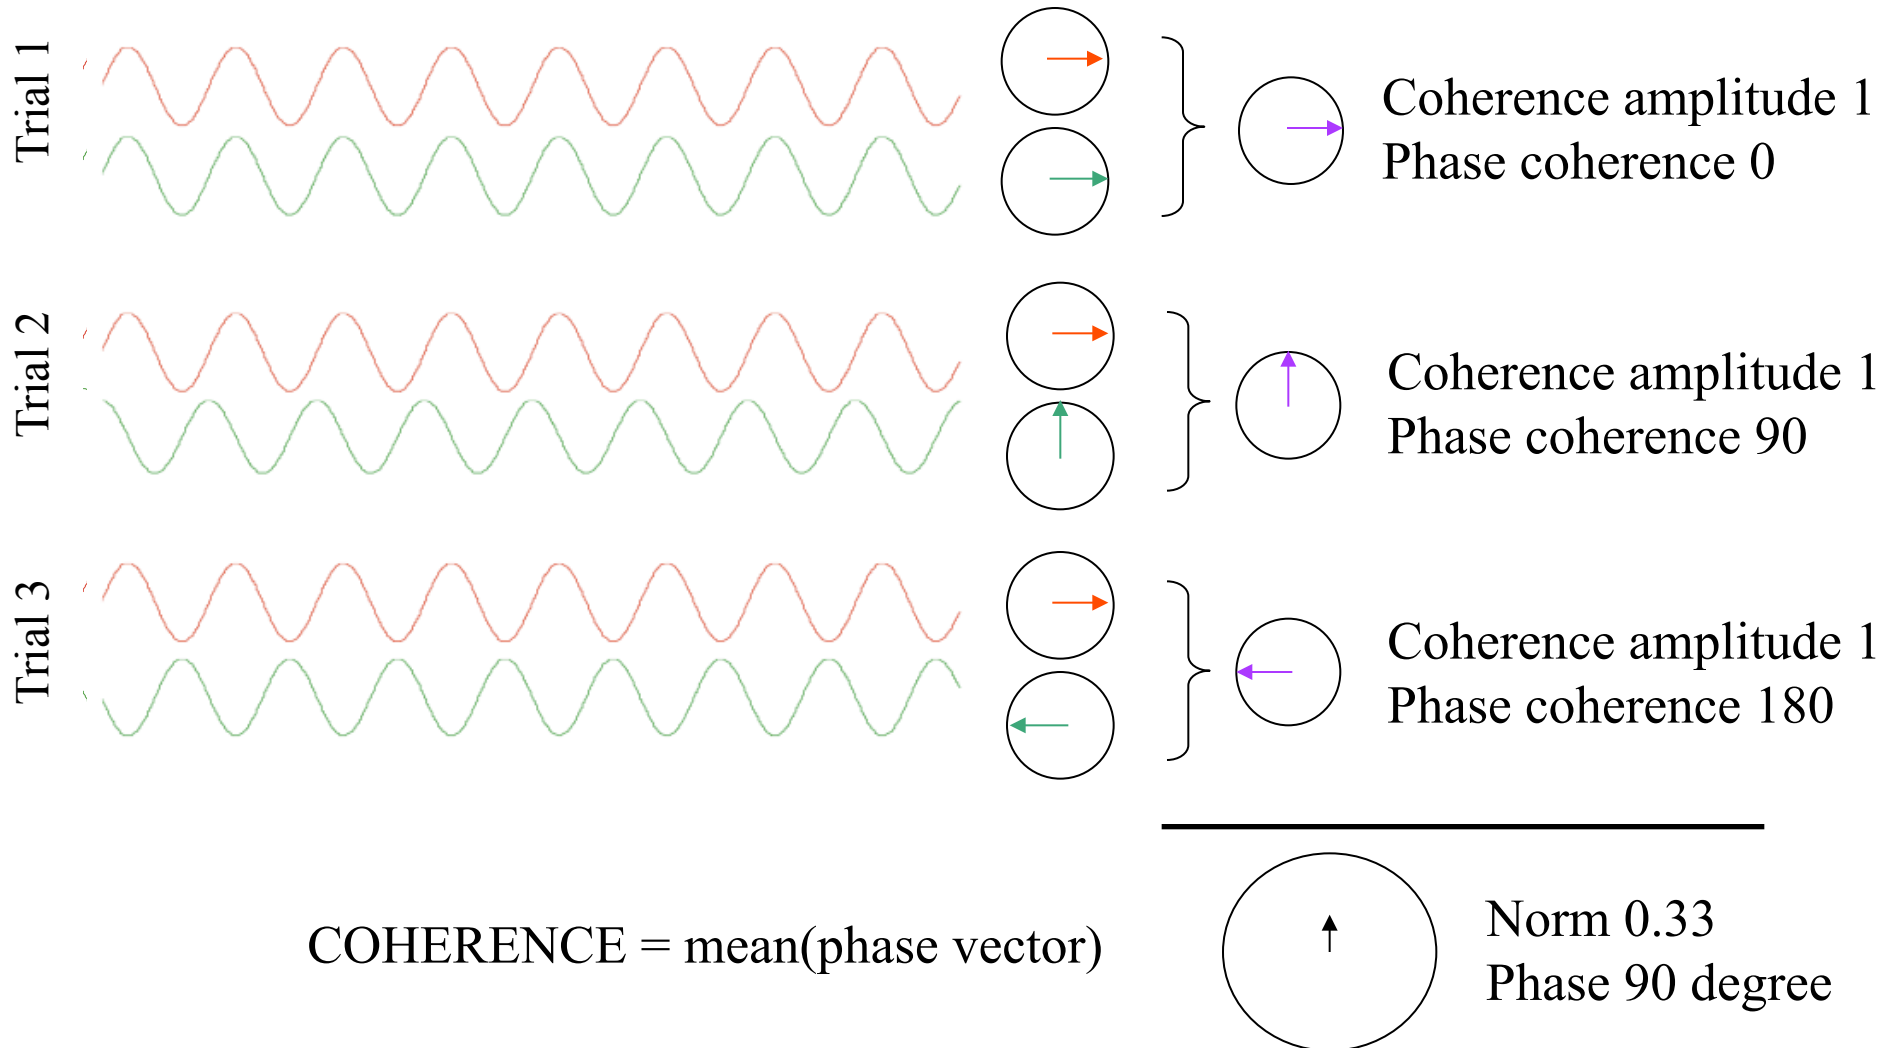 Trial 1
Coherence amplitude 1
Phase coherence 0
Trial 2
Coherence amplitude 1
Phase coherence 90
Trial 3
Coherence amplitude 1
Phase coherence 180
COHERENCE = mean(phase vector)
Norm 0.33
Phase 90 degree